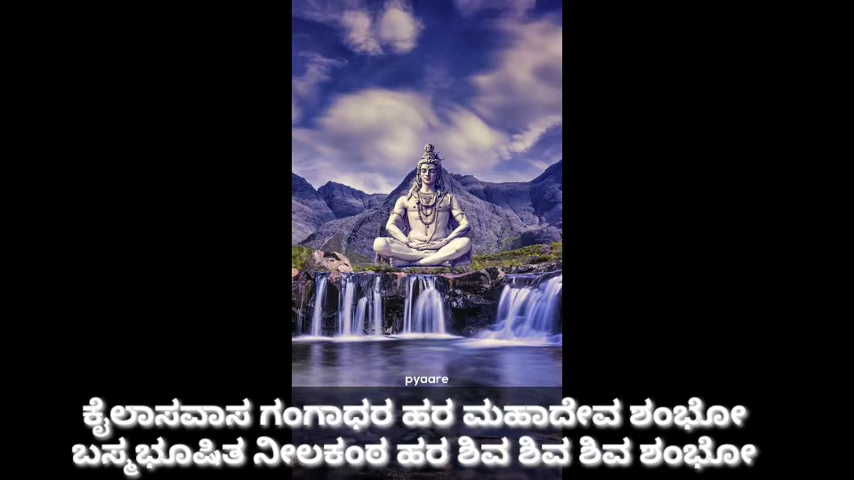 pyaare
ಕೈಲಾಸವಾಸ ಗಂಗಾಧರ ಹರ ಮಹಾದೇವ ಶಂಭೋ
ಬಸ್ಮಭೂಷಿತ ನೀಲಕಂಠ ಹರ ಶಿವ ಶಿವ ಶಿವ ಶಂಭೋ